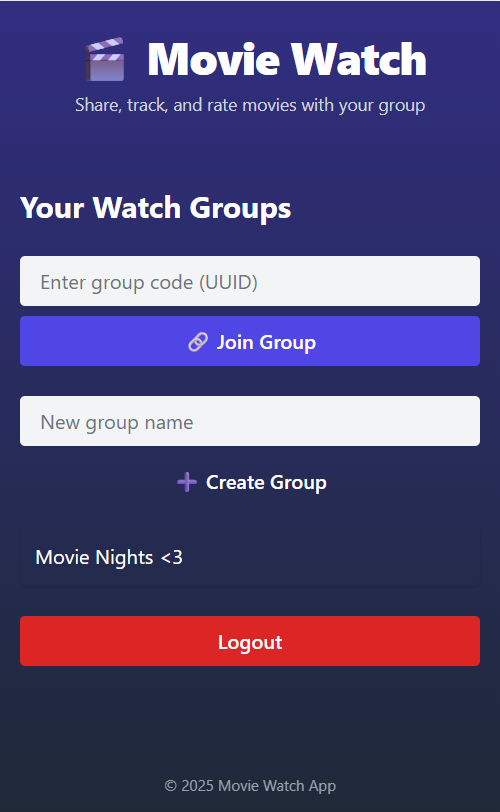 Movie Watch
Share, track, and rate movies with your group
Your Watch Groups
Enter group code (UUID)
Join Group
New group name
Create Group
Movie Nights <3
Logout
© 2025 Movie Watch App